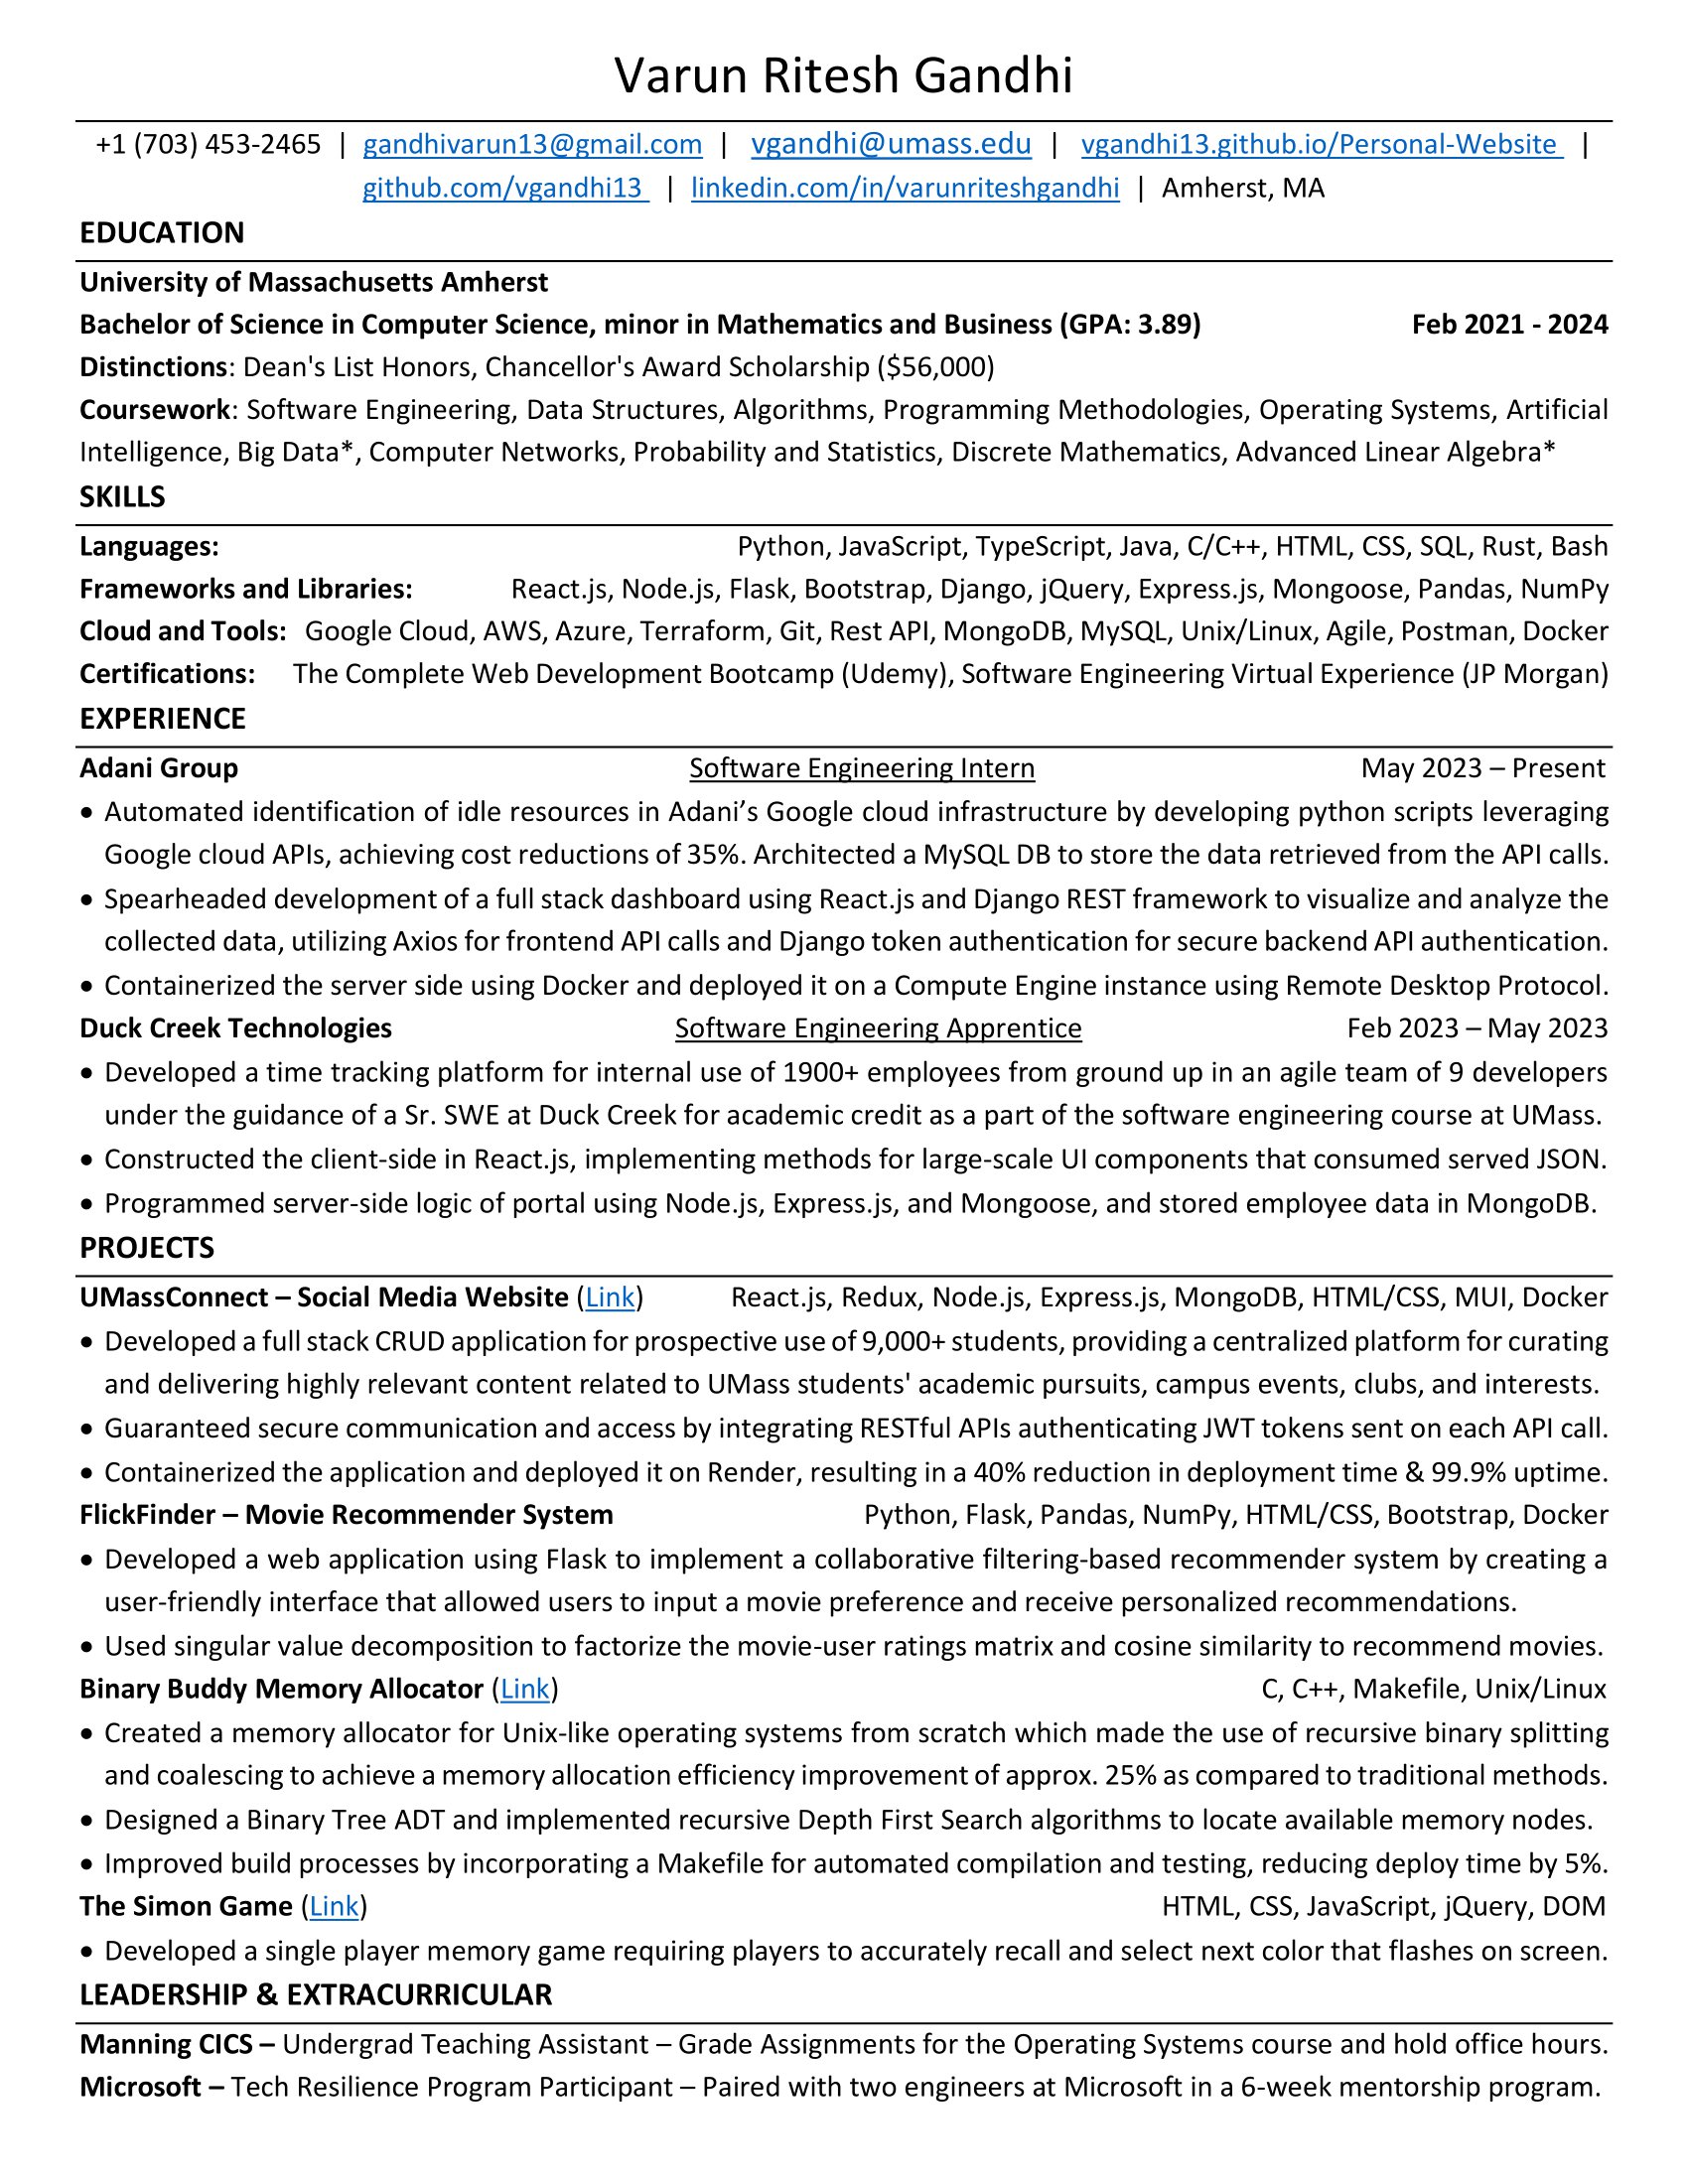 Varun Ritesh Gandhi
+1 (703) 453-2465 | gandhivarun13@gmail.com | vgandhi@umass.edu | vgandhi13.github.io/Personal-Website |
github.com/vgandhi13 | linkedin.com/in/varunriteshgandhi | Amherst, MA
EDUCATION
University of Massachusetts Amherst
Bachelor of Science in Computer Science, minor in Mathematics and Business (GPA: 3.89) Feb 2021 - 2024
Distinctions: Dean's List Honors, Chancellor's Award Scholarship ($56,000)
Coursework: Software Engineering, Data Structures, Algorithms, Programming Methodologies, Operating Systems, Artificial
Intelligence, Big Data*, Computer Networks, Probability and Statistics, Discrete Mathematics, Advanced Linear Algebra*
SKILLS
Languages: Python, JavaScript, TypeScript, Java, C/C++, HTML, CSS, SQL, Rust, Bash
Frameworks and Libraries: React.js, Node.js, Flask, Bootstrap, Django, jQuery, Express.js, Mongoose, Pandas, NumPy
Cloud and Tools: Google Cloud, AWS, Azure, Terraform, Git, Rest API, MongoDB, MySQL, Unix/Linux, Agile, Postman, Docker
Certifications: The Complete Web Development Bootcamp (Udemy), Software Engineering Virtual Experience (JP Morgan)
EXPERIENCE
Adani Group Software Engineering Intern May 2023 – Present
• Automated identification of idle resources in Adani’s Google cloud infrastructure by developing python scripts leveraging
Google cloud APIs, achieving cost reductions of 35%. Architected a MySQL DB to store the data retrieved from the API calls.
• Spearheaded development of a full stack dashboard using React.js and Django REST framework to visualize and analyze the
collected data, utilizing Axios for frontend API calls and Django token authentication for secure backend API authentication.
• Containerized the server side using Docker and deployed it on a Compute Engine instance using Remote Desktop Protocol.
Duck Creek Technologies Software Engineering Apprentice Feb 2023 – May 2023
• Developed a time tracking platform for internal use of 1900+ employees from ground up in an agile team of 9 developers
under the guidance of a Sr. SWE at Duck Creek for academic credit as a part of the software engineering course at UMass.
• Constructed the client-side in React.js, implementing methods for large-scale UI components that consumed served JSON.
• Programmed server-side logic of portal using Node.js, Express.js, and Mongoose, and stored employee data in MongoDB.
PROJECTS
UMassConnect – Social Media Website (Link) React.js, Redux, Node.js, Express.js, MongoDB, HTML/CSS, MUI, Docker
• Developed a full stack CRUD application for prospective use of 9,000+ students, providing a centralized platform for curating
and delivering highly relevant content related to UMass students' academic pursuits, campus events, clubs, and interests.
• Guaranteed secure communication and access by integrating RESTful APIs authenticating JWT tokens sent on each API call.
• Containerized the application and deployed it on Render, resulting in a 40% reduction in deployment time & 99.9% uptime.
FlickFinder – Movie Recommender System Python, Flask, Pandas, NumPy, HTML/CSS, Bootstrap, Docker
• Developed a web application using Flask to implement a collaborative filtering-based recommender system by creating a
user-friendly interface that allowed users to input a movie preference and receive personalized recommendations.
• Used singular value decomposition to factorize the movie-user ratings matrix and cosine similarity to recommend movies.
Binary Buddy Memory Allocator (Link) C, C++, Makefile, Unix/Linux
• Created a memory allocator for Unix-like operating systems from scratch which made the use of recursive binary splitting
and coalescing to achieve a memory allocation efficiency improvement of approx. 25% as compared to traditional methods.
• Designed a Binary Tree ADT and implemented recursive Depth First Search algorithms to locate available memory nodes.
• Improved build processes by incorporating a Makefile for automated compilation and testing, reducing deploy time by 5%.
The Simon Game (Link) HTML, CSS, JavaScript, jQuery, DOM
• Developed a single player memory game requiring players to accurately recall and select next color that flashes on screen.
LEADERSHIP & EXTRACURRICULAR
Manning CICS – Undergrad Teaching Assistant – Grade Assignments for the Operating Systems course and hold office hours.
Microsoft – Tech Resilience Program Participant – Paired with two engineers at Microsoft in a 6-week mentorship program.